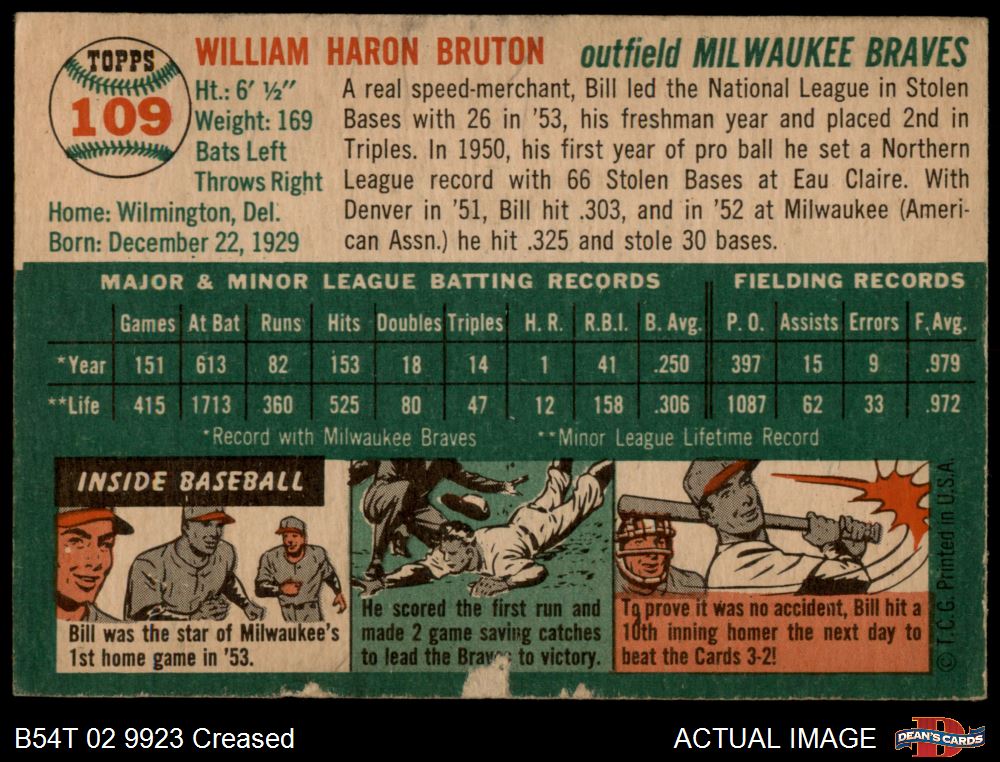 TOPPS
109
WILLIAM HARON BRUTON outfield MILWAUKEE BRAVES
Ht.: 6' ½"
Weight: 169
Bats Left
Throws Right
Home: Wilmington, Del.
Born: December 22, 1929
A real speed-merchant, Bill led the National League in Stolen
Bases with 26 in '53, his freshman year and placed 2nd in
Triples. In 1950, his first year of pro ball he set a Northern
League record with 66 Stolen Bases at Eau Claire. With
Denver in '51, Bill hit .303, and in '52 at Milwaukee (Ameri-
can Assn.) he hit .325 and stole 30 bases.
MAJOR & MINOR LEAGUE BATTING RECORDS FIELDING RECORDS
Games At Bat Runs Hits Doubles Triples H. R. R.B.I. B. Avg. P. O. Assists Errors F. Avg.
*Year 151 613 82 153 18 14 1 41 .250 397 15 9 .979
**Life 415 1713 360 525 80 47 12 158 .306 1087 62 33 .972
*Record with Milwaukee Braves **Minor League Lifetime Record
INSIDE BASEBALL
Bill was the star of Milwaukee's
1st home game in '53.
He scored the first run and
made 2 game saving catches
to lead the Braves to victory.
To prove it was no accident, Bill hit a
10th inning homer the next day to
beat the Cards 3-2!
© T.C.G. Printed in U.S.A.
B54T 02 9923 Creased
ACTUAL IMAGE
DEAN'S CARDS